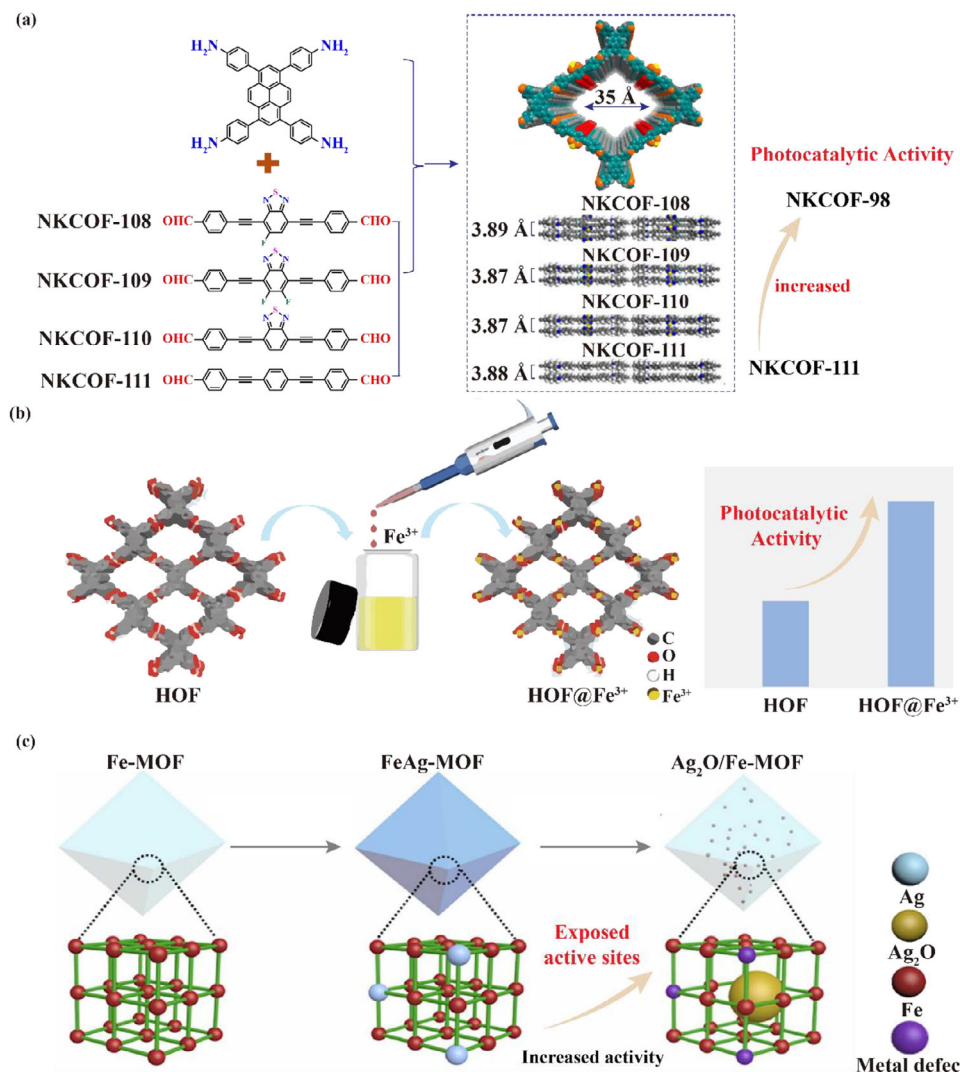 (a)
H₂N
NH₂
H₂N
NH₂
NKCOF-108
OHC
N
S
N
F
CHO
NKCOF-109
OHC
N
S
N
F
F
CHO
NKCOF-110
OHC
N
S
N
CHO
NKCOF-111
OHC
CHO
35 Å
NKCOF-108
3.89 Å
NKCOF-109
3.87 Å
NKCOF-110
3.87 Å
NKCOF-111
3.88 Å
Photocatalytic Activity
NKCOF-98
increased
NKCOF-111
(b)
HOF
Fe³⁺
HOF@Fe³⁺
C
O
H
Fe³⁺
Photocatalytic
Activity
HOF
HOF@Fe³⁺
(c)
Fe-MOF
FeAg-MOF
Ag₂O/Fe-MOF
Exposed
active sites
Increased activity
Ag
Ag₂O
Fe
Metal defec